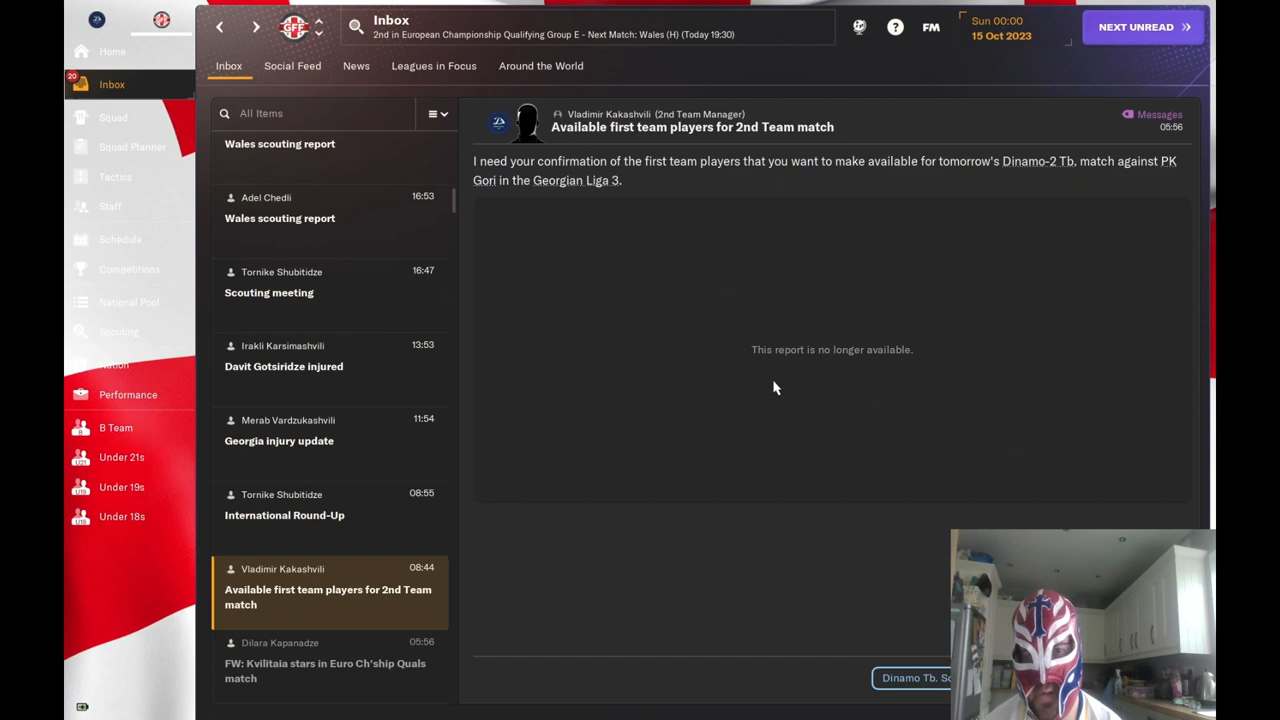 GFF
Inbox
2nd in European Championship Qualifying Group E - Next Match: Wales (H) (Today 19:30)
FM
Sun 00:00
15 Oct 2023
NEXT UNREAD
Home
20
Inbox
Squad
Squad Planner
Tactics
Staff
Schedule
Competitions
National Pool
Scouting
Nation
Performance
B Team
Under 21s
Under 19s
Under 18s
Inbox
Social Feed
News
Leagues in Focus
Around the World
All Items
Wales scouting report
Adel Chedli
16:53
Wales scouting report
Tornike Shubitidze
16:47
Scouting meeting
Irakli Karsimashvili
13:53
Davit Gotsiridze injured
Merab Vardzukashvili
11:54
Georgia injury update
Tornike Shubitidze
08:55
International Round-Up
Vladimir Kakashvili
08:44
Available first team players for 2nd Team
match
Dilara Kapanadze
05:56
FW: Kvilitaia stars in Euro Ch'ship Quals
match
Vladimir Kakashvili (2nd Team Manager)
Available first team players for 2nd Team match
Messages
05:56
I need your confirmation of the first team players that you want to make available for tomorrow's Dinamo-2 Tb. match against PK
Gori in the Georgian Liga 3.
This report is no longer available.
Dinamo Tb.